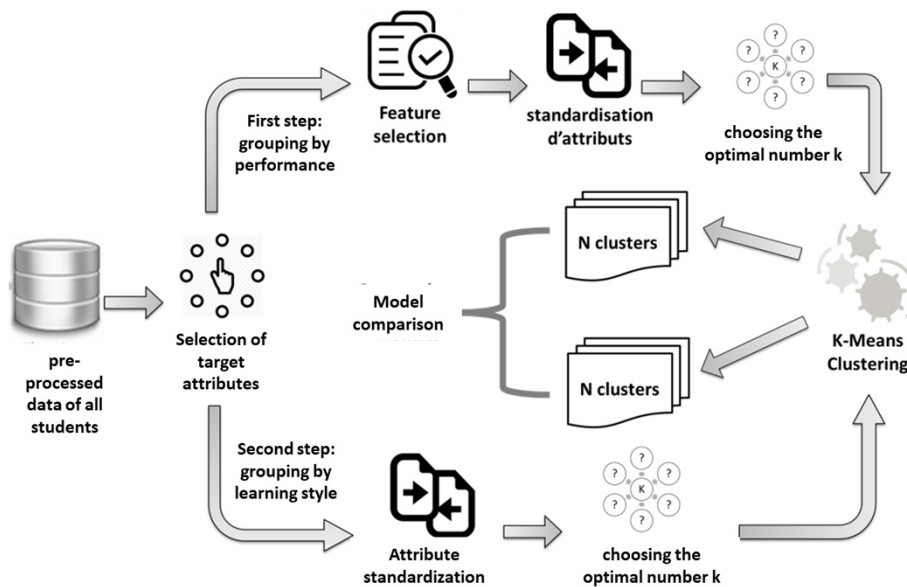 First step:
grouping by
performance
Feature
selection
standardisation
d'attributs
? ? ? K ? ? ?
choosing the
optimal number k
pre-
processed
data of all
students
Selection of
target
attributes
Model
comparison
N clusters
N clusters
K-Means
Clustering
Second step:
grouping by
learning style
Attribute
standardization
? ? ? K ? ? ?
choosing the
optimal number k